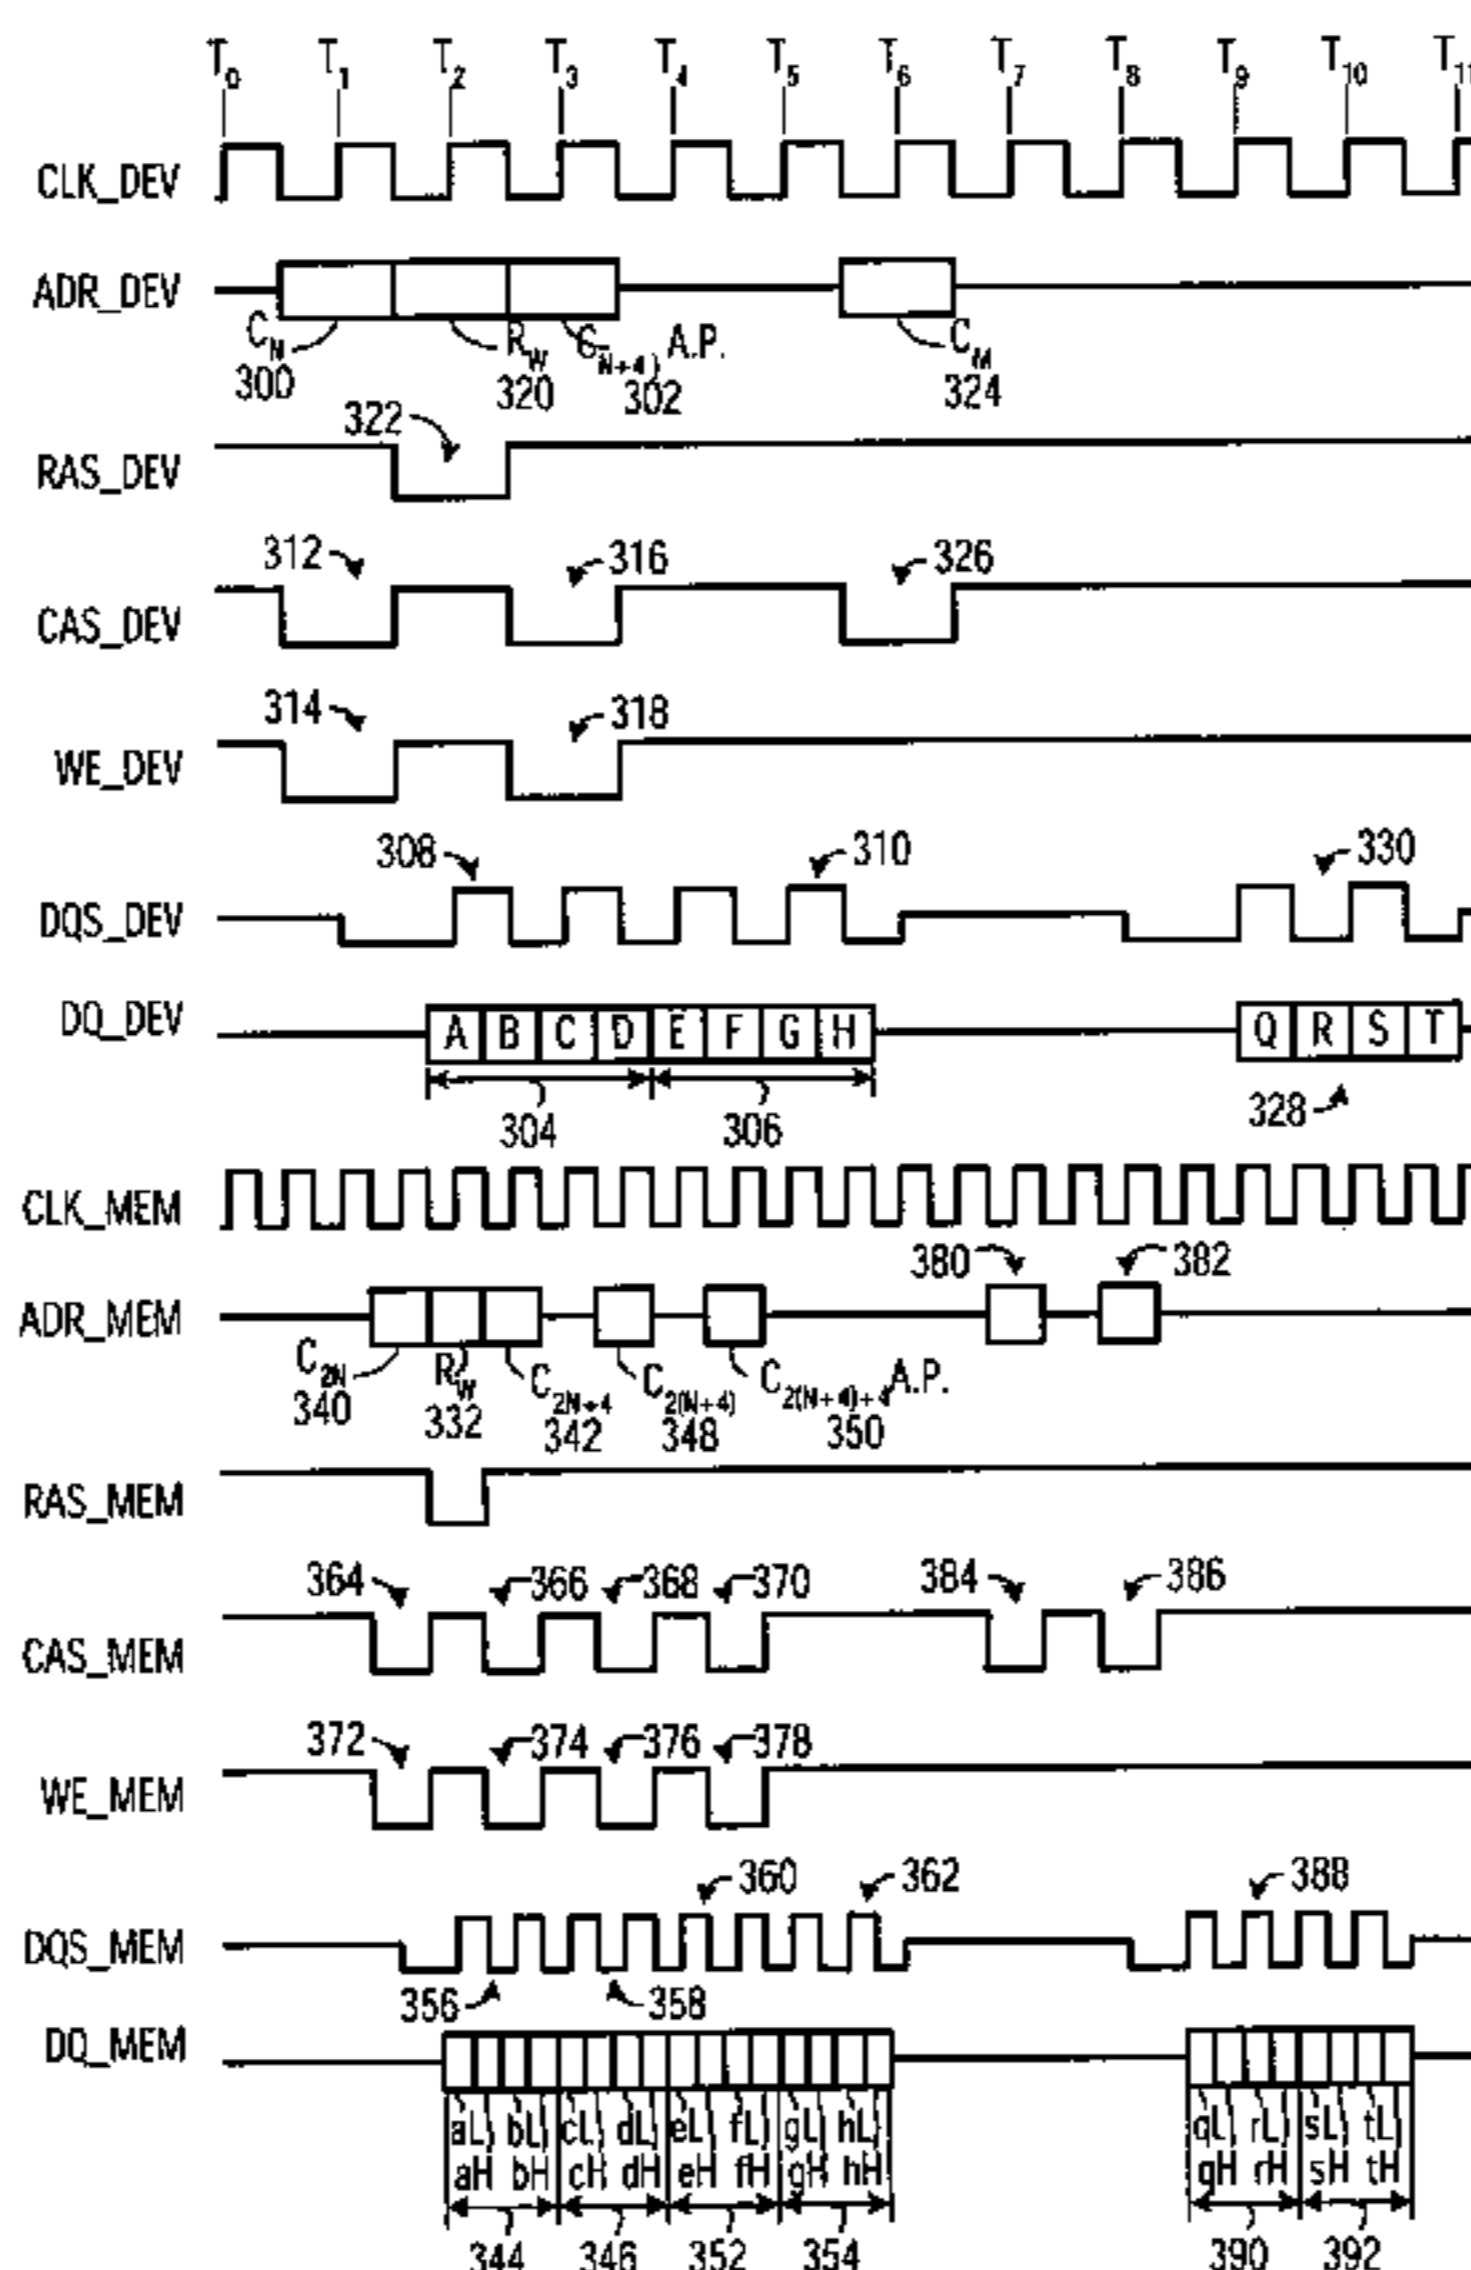 T0 T1 T2 T3 T4 T5 T6 T7 T8 T9 T10 T11
CLK_DEV
ADR_DEV
CN RW CN+4) A.P. CM
300 320 302 324
322
RAS_DEV
312 316 326
CAS_DEV
314 318
WE_DEV
308 310 330
DQS_DEV
DQ_DEV A B C D E F G H Q R S T
304 306 328
CLK_MEM
380 382
ADR_MEM
C2N RW C2N+4 C2(N+4) C2(N+4)+4 A.P.
340 332 342 348 350
RAS_MEM
364 366 368 370 384 386
CAS_MEM
372 374 376 378
WE_MEM
360 362 388
DQS_MEM
356 358
DQ_MEM
aL bL cL dL eL fL gL hL qL rL sL tL
aH bH cH dH eH fH gH hH qH rH sH tH
344 346 352 354 390 392